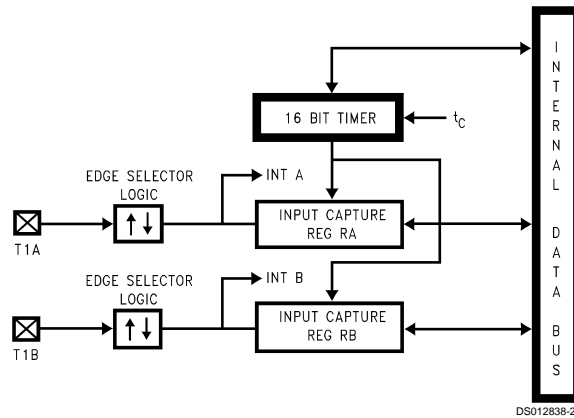 16 BIT TIMER
tC
EDGE SELECTOR
LOGIC
INT A
INPUT CAPTURE
REG RA
T1A
EDGE SELECTOR
LOGIC
INT B
INPUT CAPTURE
REG RB
T1B
INTERNAL DATA BUS
DS012838-2